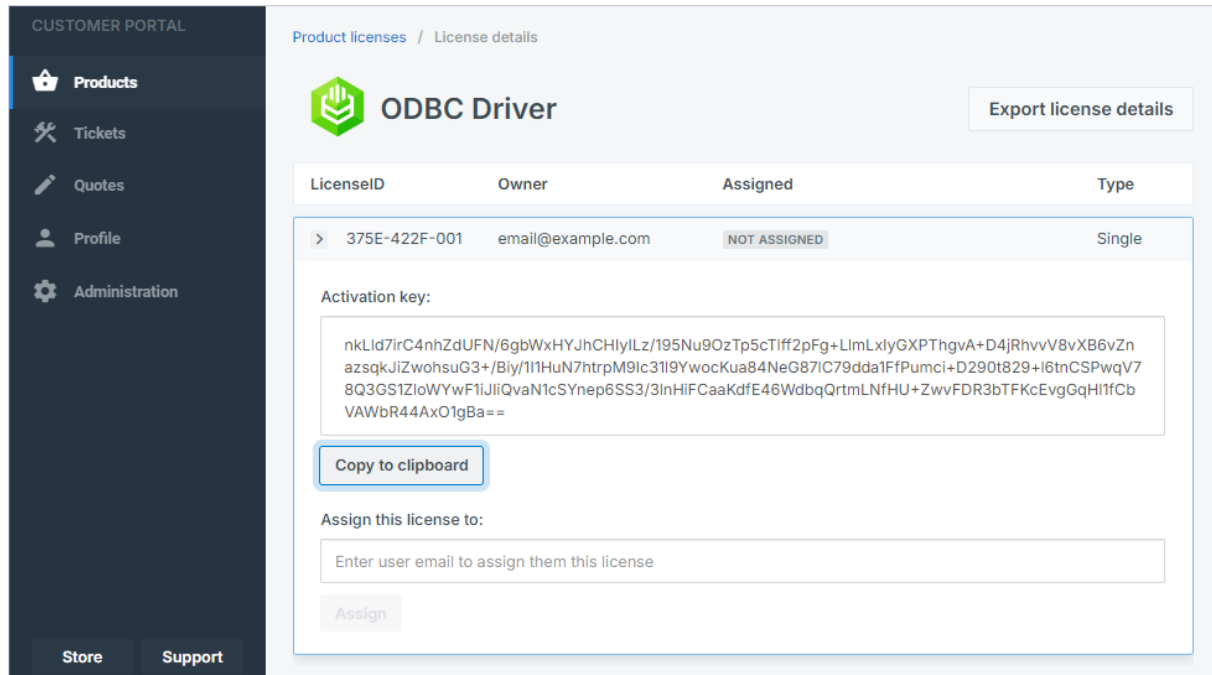 CUSTOMER PORTAL
Products
Tickets
Quotes
Profile
Administration
Store Support
Product licenses / License details
ODBC Driver
Export license details
LicenseID Owner Assigned Type
375E-422F-001 email@example.com NOT ASSIGNED Single
Activation key:
nkLld7irC4nhZdUFN/6gbWxHYJhCHIyILz/195Nu9OzTp5cTlff2pFg+LlmLxlyGXPThgvA+D4jRhvvV8vXB6vZn
azsqkJiZwohsuG3+/Biy/1I1HuN7htrpM9Ic31I9YwocKua84NeG87lC79dda1FfPumci+D290t829+l6tnCSPwqV7
8Q3GS1ZloWYwF1iJliQvaN1cSYnep6SS3/3lnHiFCaaKdfE46WdbqQrtmLNfHU+ZwvFDR3bTFKcEvgGqHl1fCb
VAWbR44AxO1gBa==
Copy to clipboard
Assign this license to:
Enter user email to assign them this license
Assign